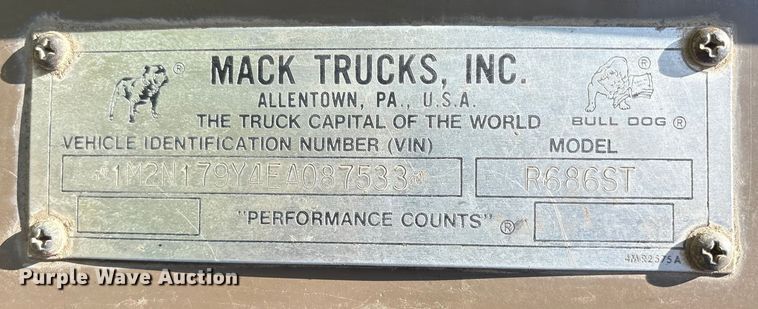 MACK TRUCKS, INC.
ALLENTOWN, PA., U.S.A.
THE TRUCK CAPITAL OF THE WORLD
BULL DOG ®
VEHICLE IDENTIFICATION NUMBER (VIN)
MODEL
*1M2N179Y4EA087533*
R686ST
"PERFORMANCE COUNTS" ®
4MR2575A
Purple Wave Auction